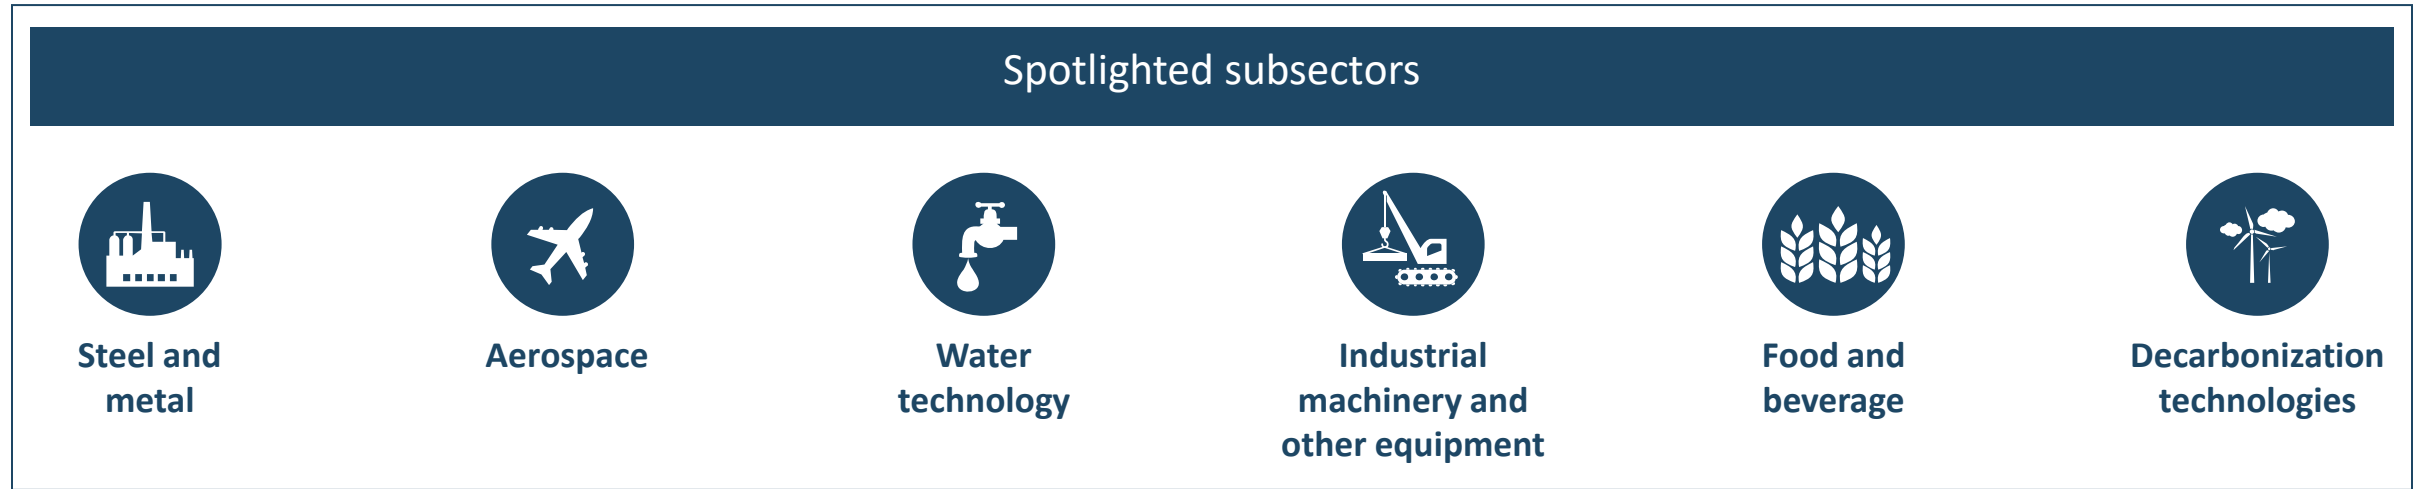 Spotlighted subsectors
Steel and
metal
Aerospace
Water
technology
Industrial
machinery and
other equipment
Food and
beverage
Decarbonization
technologies